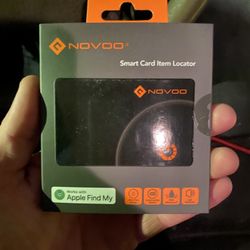 NOVOO®
Smart Card Item Locator
NOVOO
Works with
Apple Find My